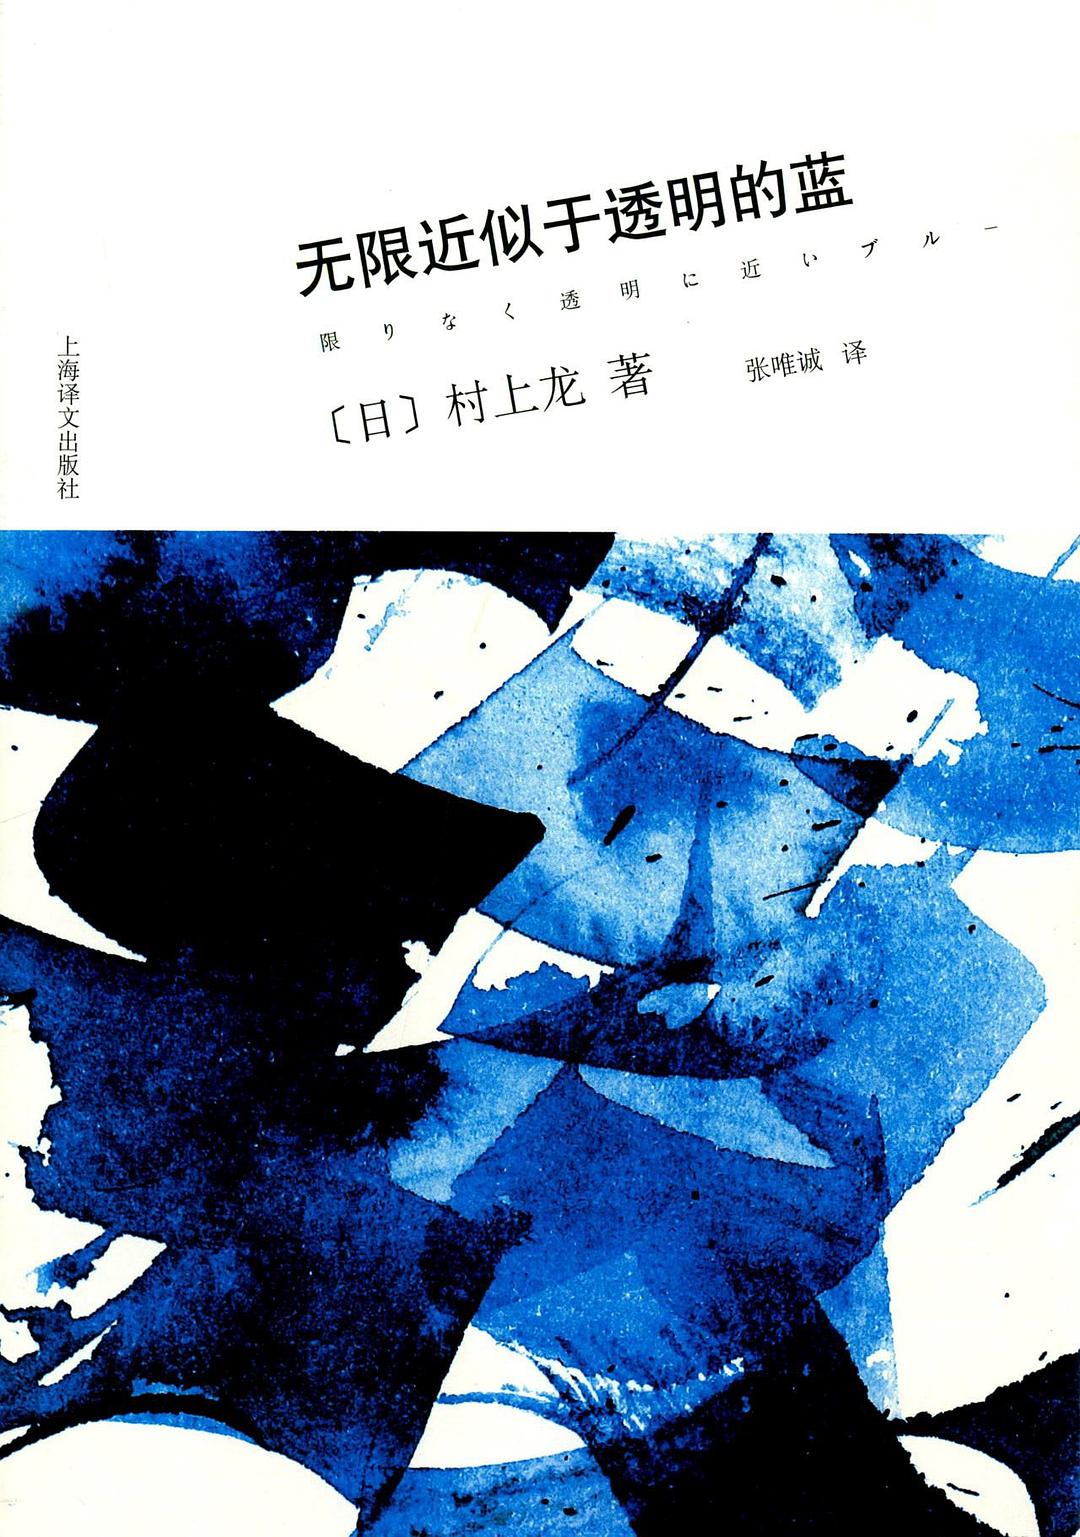 无限近似于透明的蓝
限りなく透明に近いブルー
〔日〕村上龙 著
张唯诚 译
上海译文出版社